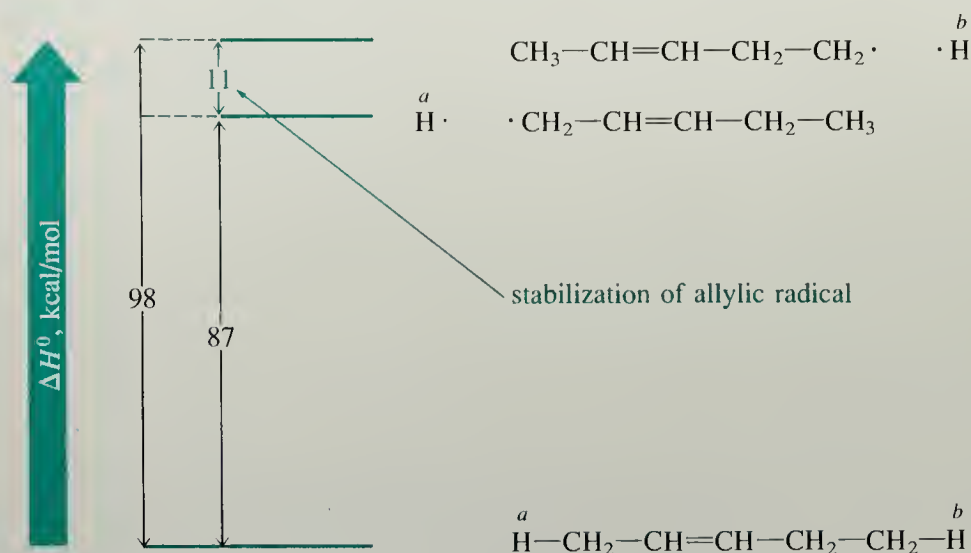 b
CH₃—CH=CH—CH₂—CH₂· ·H
11
a
H· ·CH₂—CH=CH—CH₂—CH₃
ΔH⁰, kcal/mol
stabilization of allylic radical
98
87
a b
H—CH₂—CH=CH—CH₂—CH₂—H